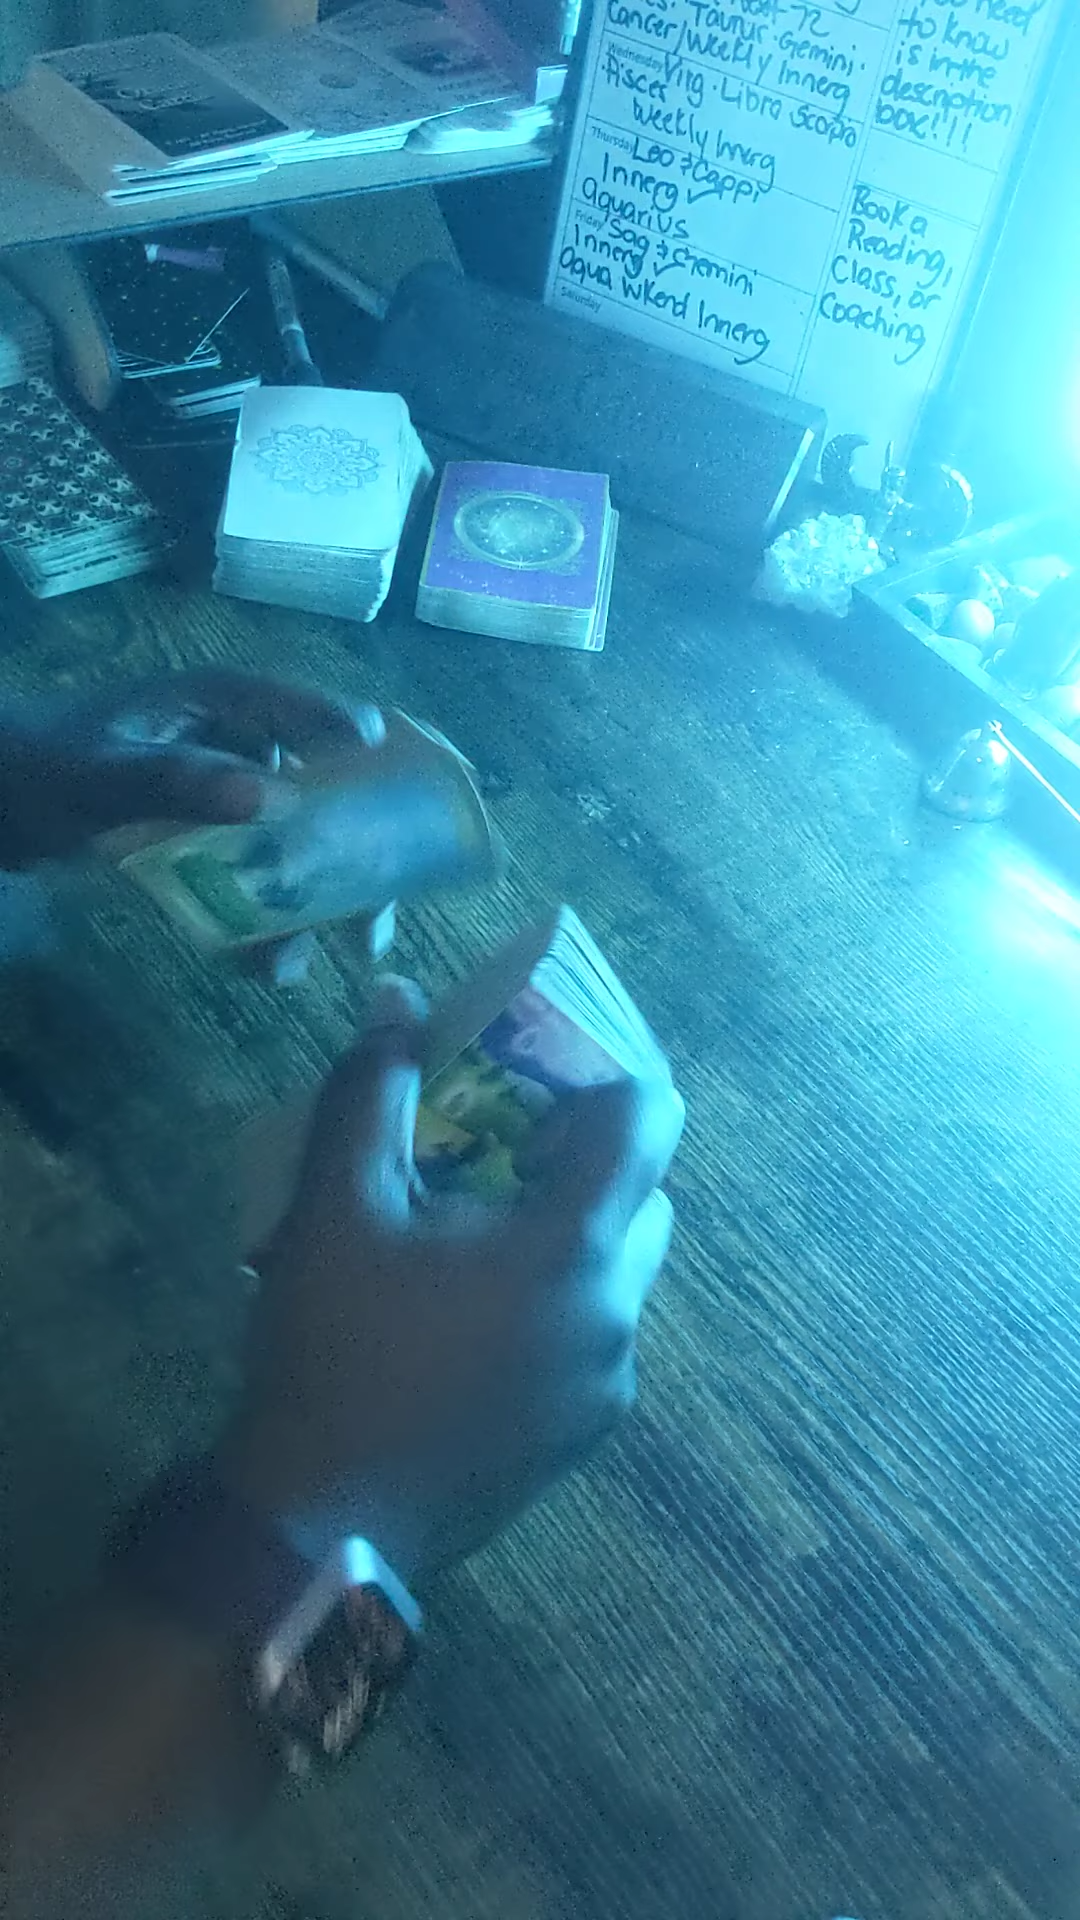 Taurus · Gemini ·
Cancer/Weekly Innerg
Wednesday Virg · Libra Scorpio
Pisces
Weekly Innerg
Thursday Leo & Cappi
Innerg ✓
Aquarius
Friday Sag & Gemini
Innerg ✓
Aqua Wkend Innerg
Saturday
need
to know
is in the
description
box!!!
Book a
Reading,
Class, or
Coaching